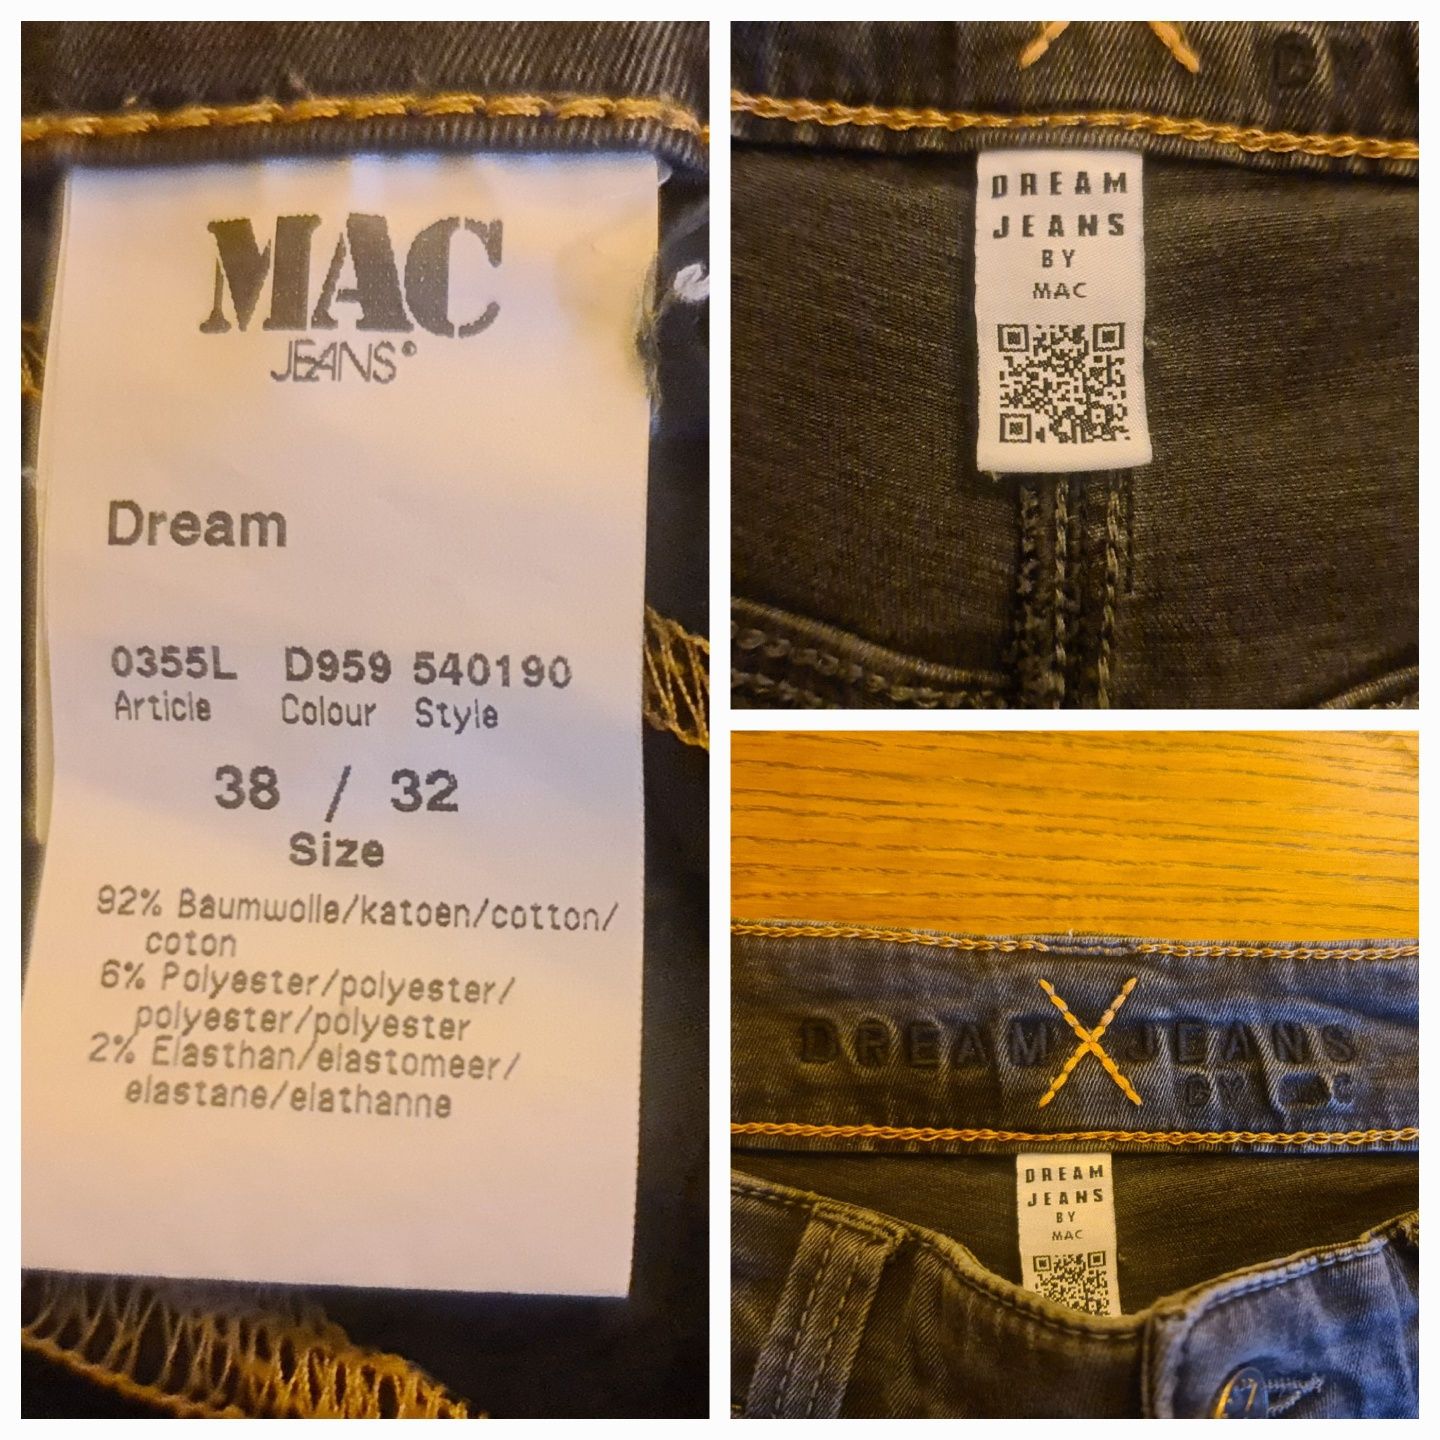 MAC
JEANS®
Dream
0355L D959 540190
Article Colour Style
38 / 32
Size
92% Baumwolle/katoen/cotton/
coton
6% Polyester/polyester/
polyester/polyester
2% Elasthan/elastomeer/
elastane/elathanne
BY
DREAM
JEANS
BY
MAC
DREAM JEANS
BY MAC
DREAM
JEANS
BY
MAC